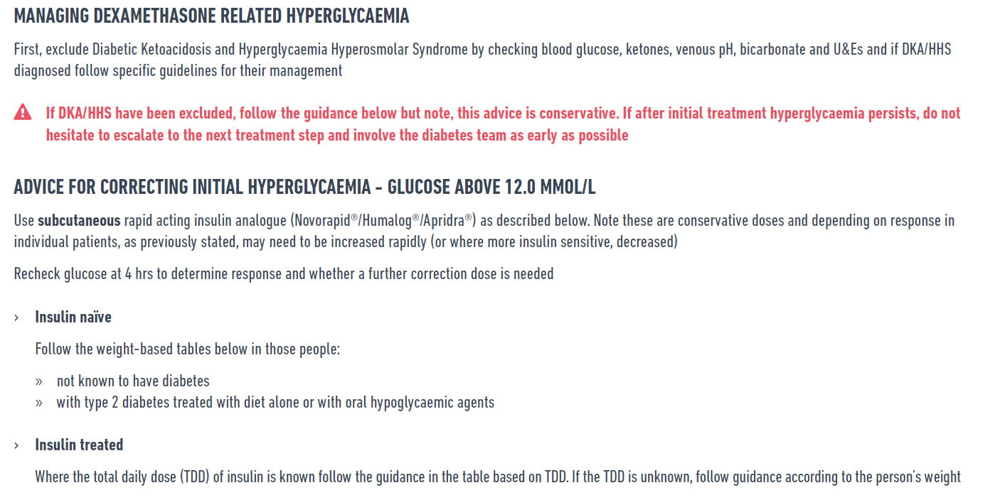 MANAGING DEXAMETHASONE RELATED HYPERGLYCAEMIA
First, exclude Diabetic Ketoacidosis and Hyperglycaemia Hyperosmolar Syndrome by checking blood glucose, ketones, venous pH, bicarbonate and U&Es and if DKA/HHS
diagnosed follow specific guidelines for their management
If DKA/HHS have been excluded, follow the guidance below but note, this advice is conservative. If after initial treatment hyperglycaemia persists, do not
hesitate to escalate to the next treatment step and involve the diabetes team as early as possible
ADVICE FOR CORRECTING INITIAL HYPERGLYCAEMIA – GLUCOSE ABOVE 12.0 MMOL/L
Use subcutaneous rapid acting insulin analogue (Novorapid®/Humalog®/Apridra®) as described below. Note these are conservative doses and depending on response in
individual patients, as previously stated, may need to be increased rapidly (or where more insulin sensitive, decreased)
Recheck glucose at 4 hrs to determine response and whether a further correction dose is needed
› Insulin naïve
Follow the weight-based tables below in those people:
» not known to have diabetes
» with type 2 diabetes treated with diet alone or with oral hypoglycaemic agents
› Insulin treated
Where the total daily dose (TDD) of insulin is known follow the guidance in the table based on TDD. If the TDD is unknown, follow guidance according to the person's weight